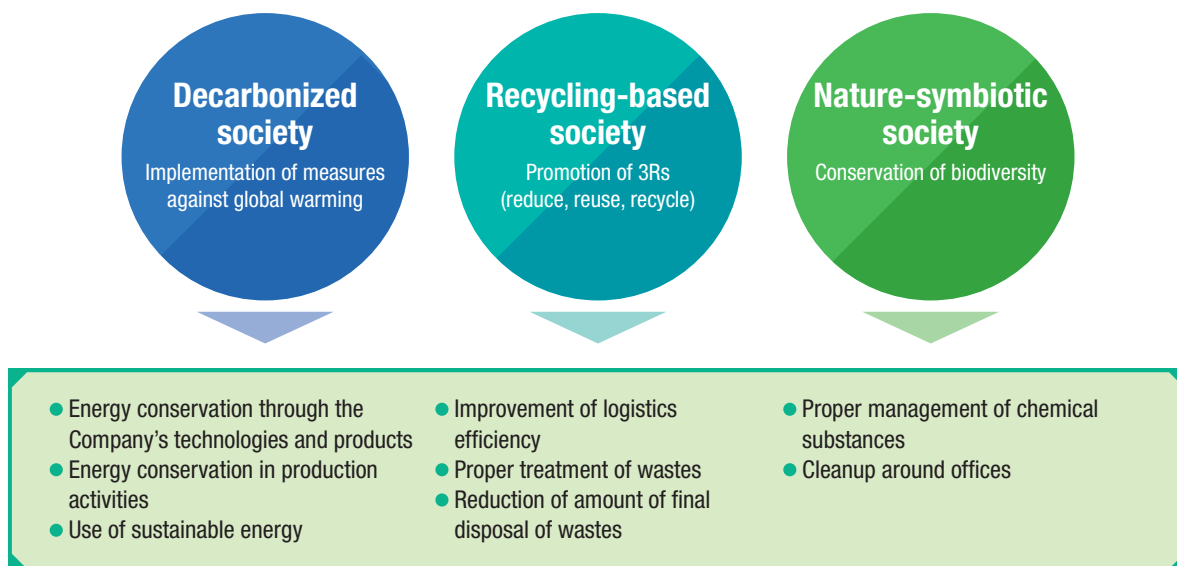 Decarbonized
society
Implementation of measures
against global warming
Recycling-based
society
Promotion of 3Rs
(reduce, reuse, recycle)
Nature-symbiotic
society
Conservation of biodiversity
● Energy conservation through the
Company’s technologies and products
● Energy conservation in production
activities
● Use of sustainable energy
● Improvement of logistics
efficiency
● Proper treatment of wastes
● Reduction of amount of final
disposal of wastes
● Proper management of chemical
substances
● Cleanup around offices